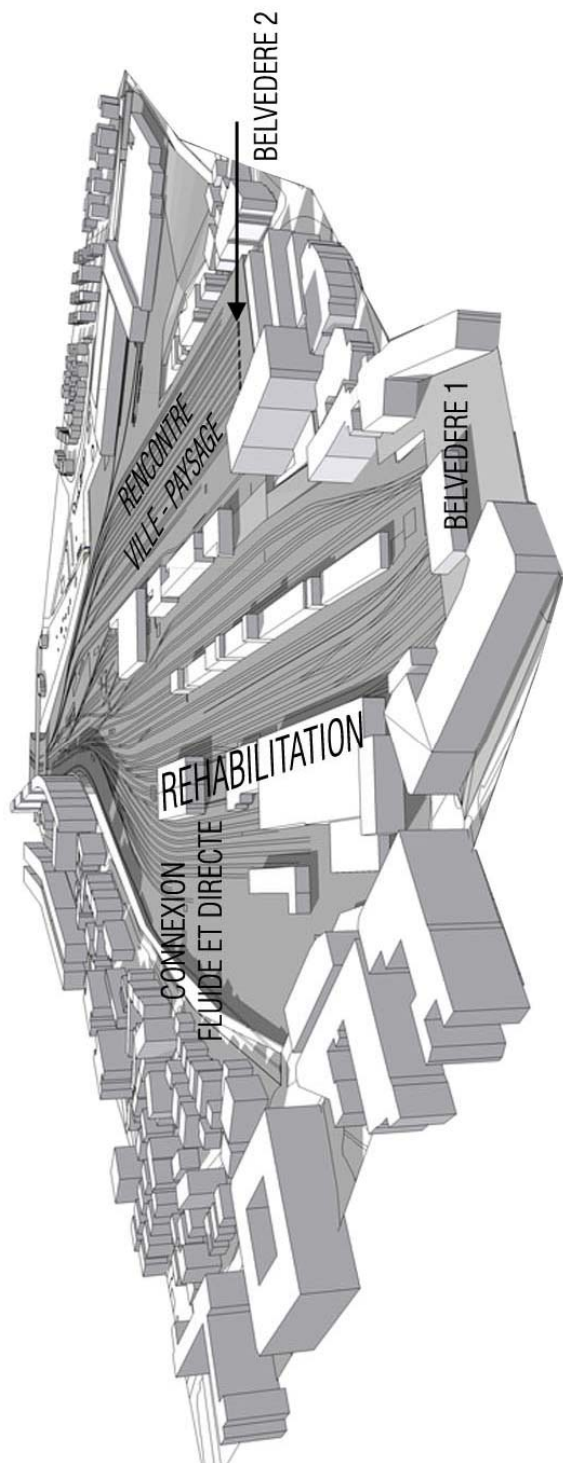 CONNEXION
FLUIDE ET DIRECTE
REHABILITATION
RENCONTRE
VILLE - PAYSAGE
BELVEDERE 1
BELVEDERE 2